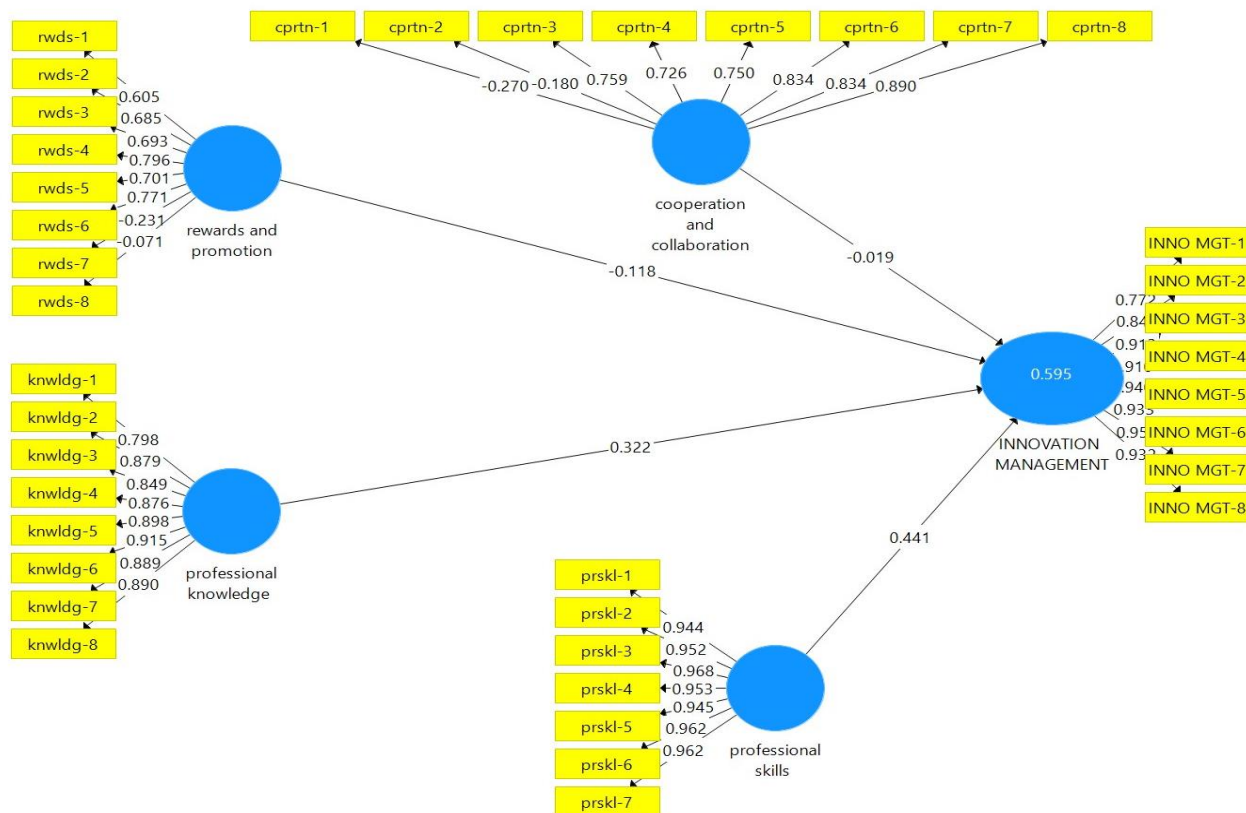 cprtn-1
cprtn-2
cprtn-3
cprtn-4
cprtn-5
cprtn-6
cprtn-7
cprtn-8
-0.270
-0.180
0.759
0.726
0.750
0.834
0.834
0.890
cooperation
and
collaboration
rwds-1
rwds-2
rwds-3
rwds-4
rwds-5
rwds-6
rwds-7
rwds-8
0.605
0.685
0.693
0.796
0.701
0.771
-0.231
-0.071
rewards and
promotion
-0.118
-0.019
knwldg-1
knwldg-2
knwldg-3
knwldg-4
knwldg-5
knwldg-6
knwldg-7
knwldg-8
0.798
0.879
0.849
0.876
0.898
0.915
0.889
0.890
professional
knowledge
0.322
0.441
prskl-1
prskl-2
prskl-3
prskl-4
prskl-5
prskl-6
prskl-7
0.944
0.952
0.968
0.953
0.945
0.962
0.962
professional
skills
0.595
INNOVATION
MANAGEMENT
0.772
0.932
INNO MGT-1
INNO MGT-2
INNO MGT-3
INNO MGT-4
INNO MGT-5
INNO MGT-6
INNO MGT-7
INNO MGT-8